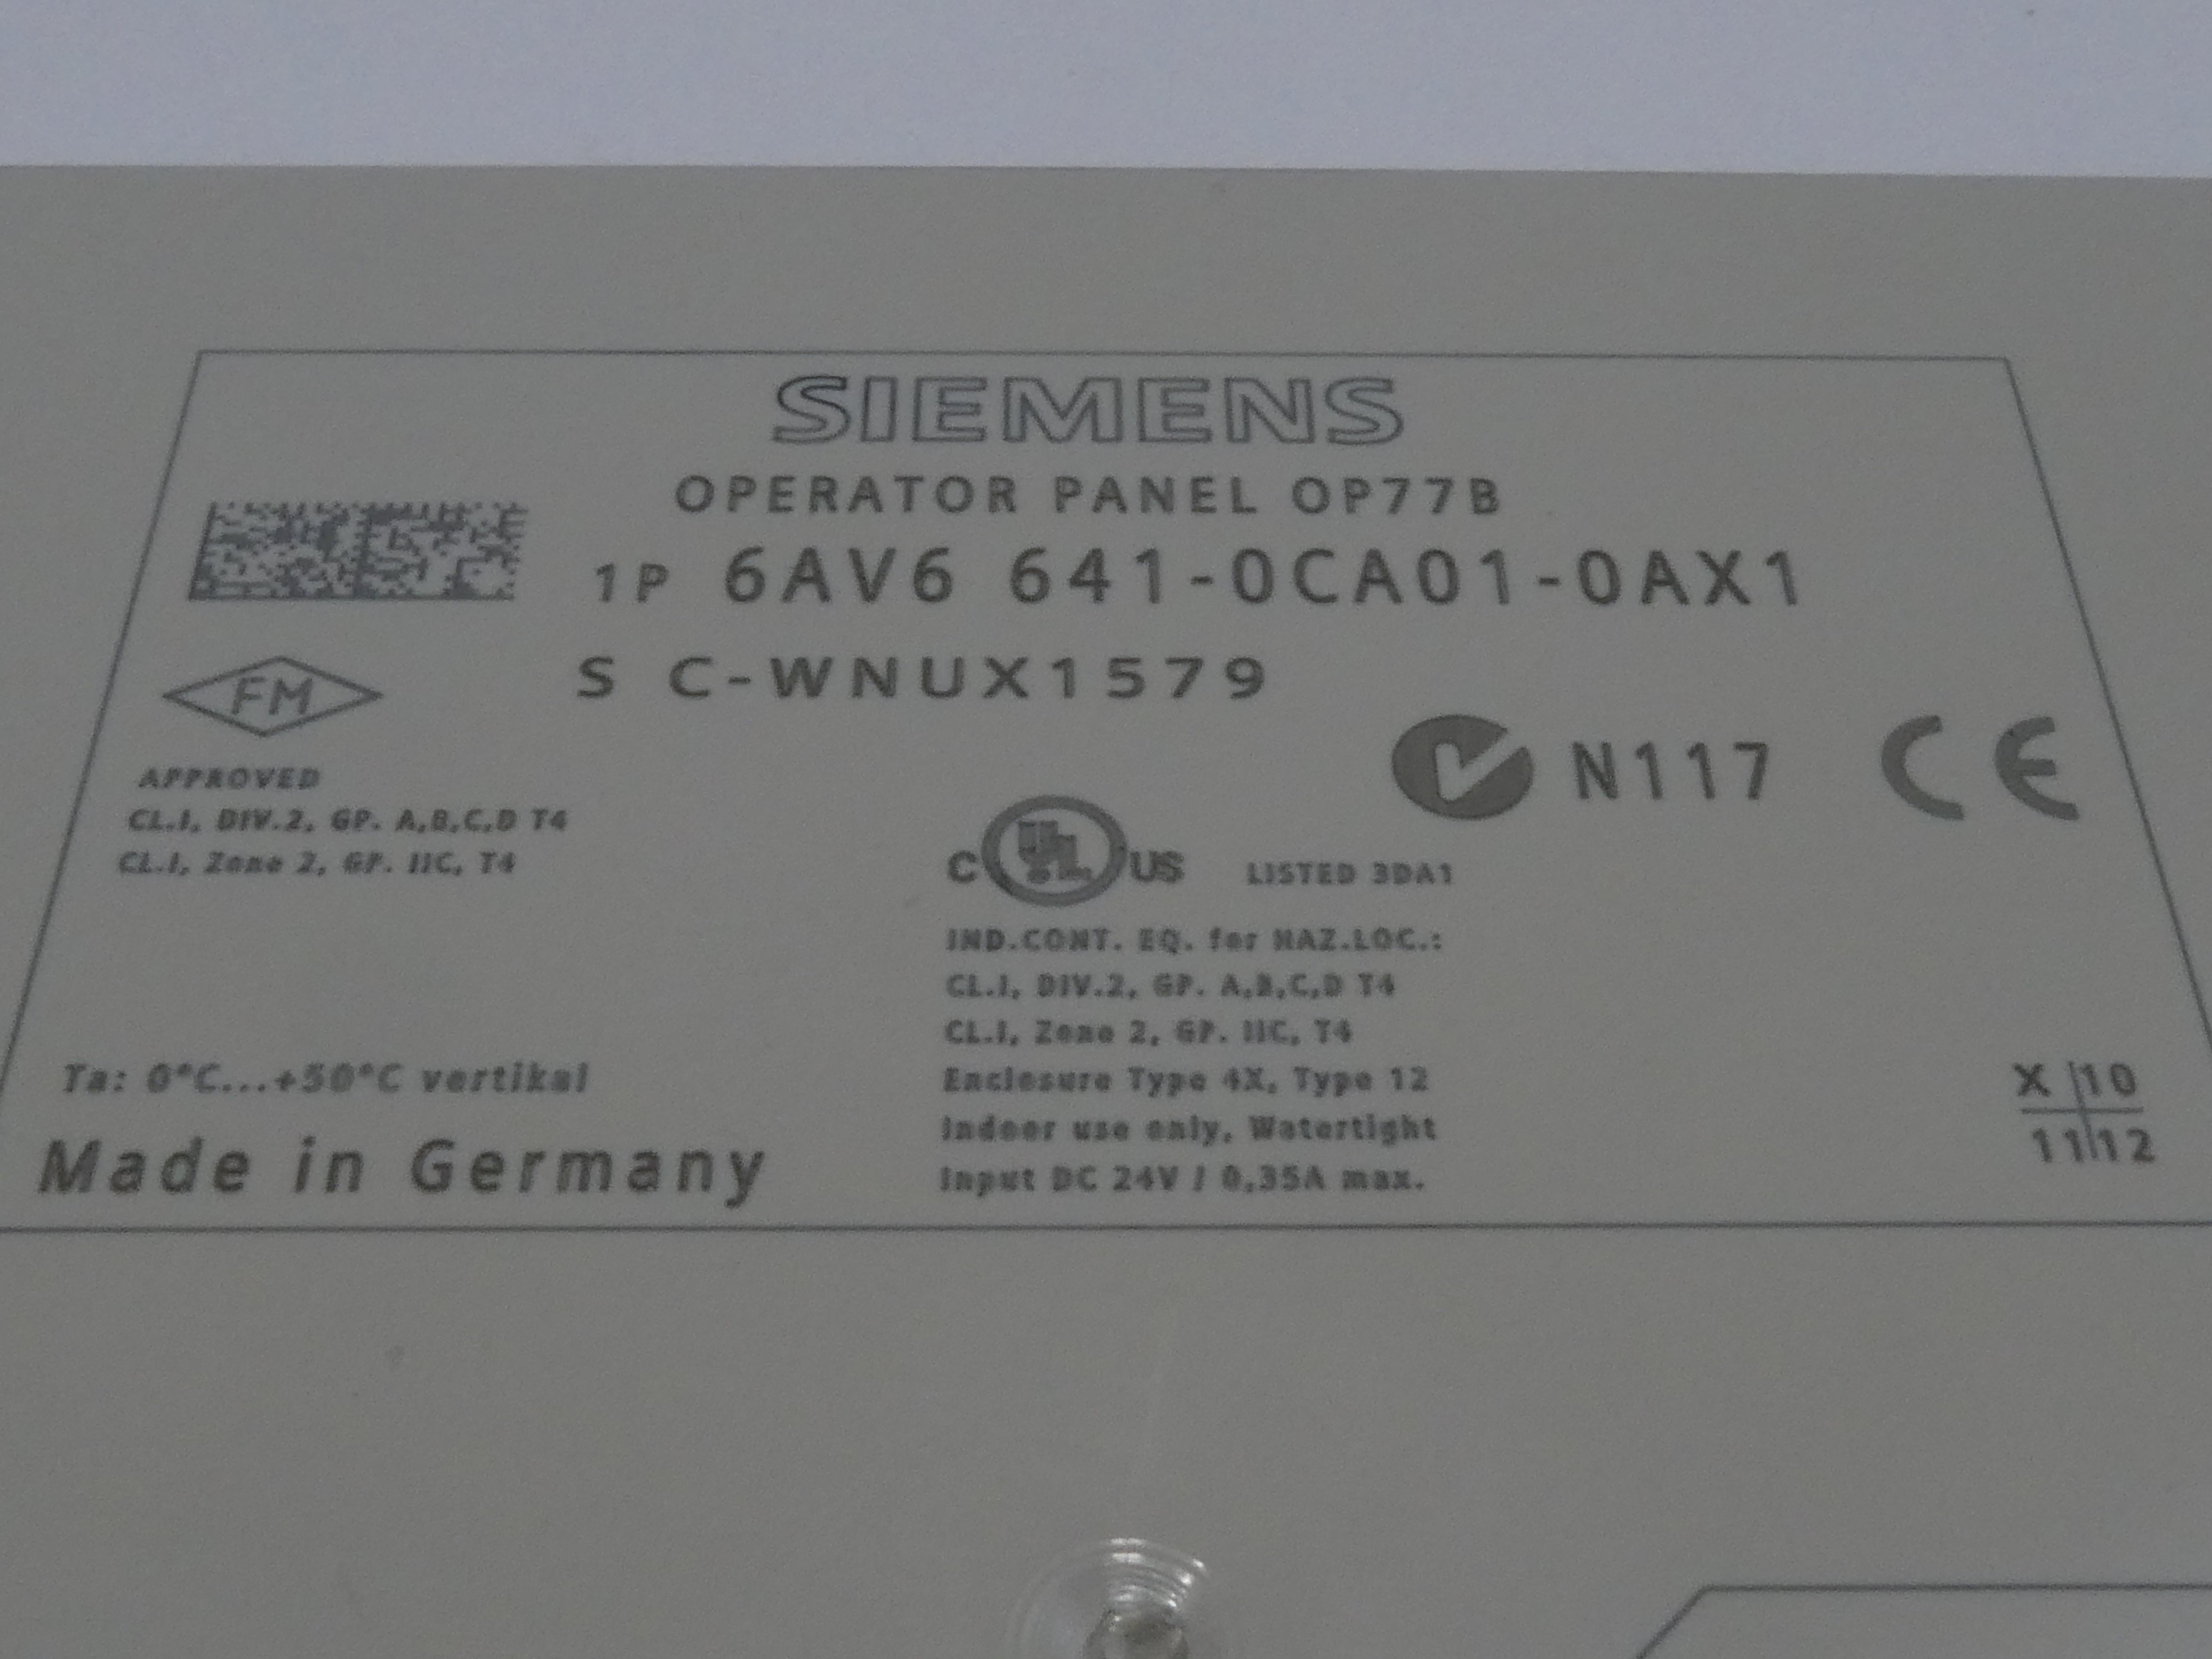 SIEMENS
OPERATOR PANEL OP77B
1P 6AV6 641-0CA01-0AX1
S C-WNUX1579
FM
APPROVED
CL.I, DIV.2, GP. A,B,C,D T4
CL.I, Zone 2, GP. IIC, T4
N117 CE
C UL US LISTED 3DA1
IND.CONT. EQ. for HAZ.LOC.:
CL.I, DIV.2, GP. A,B,C,D T4
CL.I, Zone 2, GP. IIC, T4
Enclosure Type 4X, Type 12
Indoor use only, Watertight
Input DC 24V / 0,35A max.
Ta: 0°C...+50°C vertikal
Made in Germany
X 10
11 12